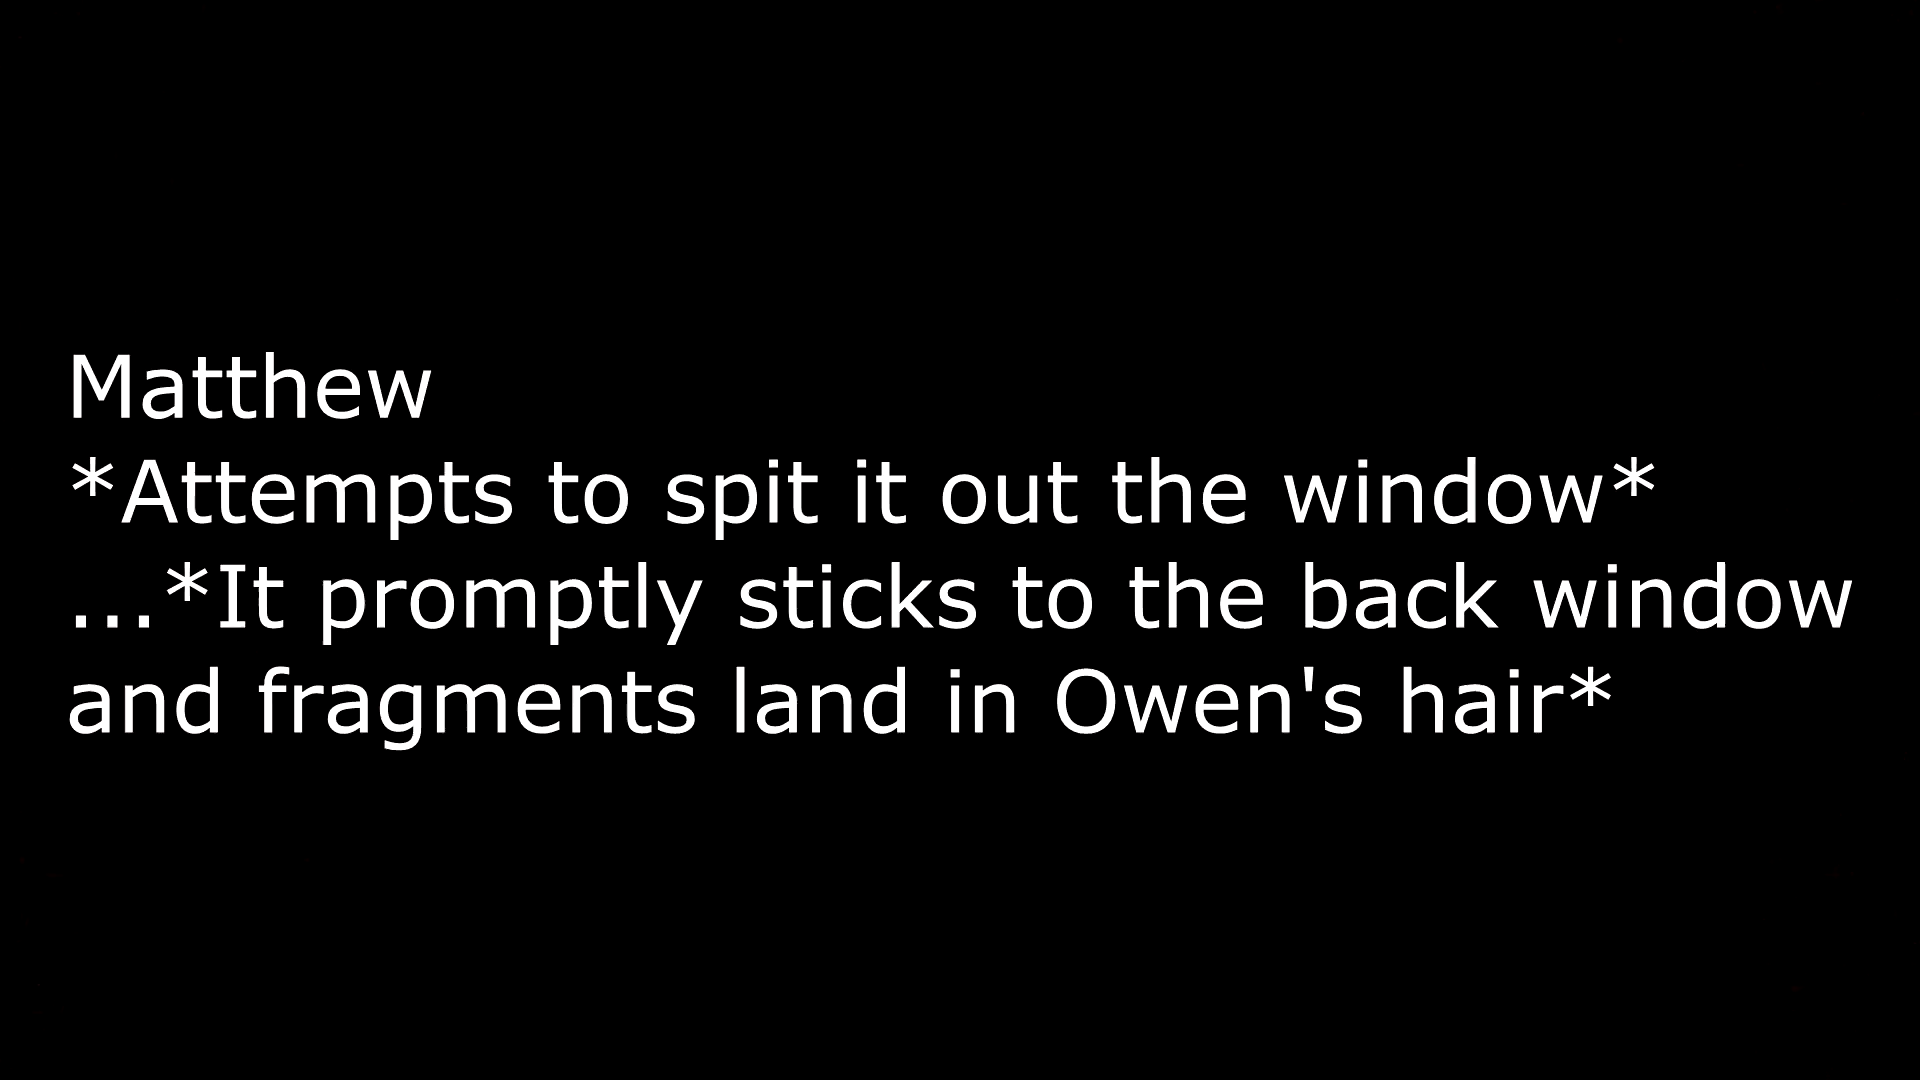 Matthew
*Attempts to spit it out the window*
...*It promptly sticks to the back window
and fragments land in Owen's hair*